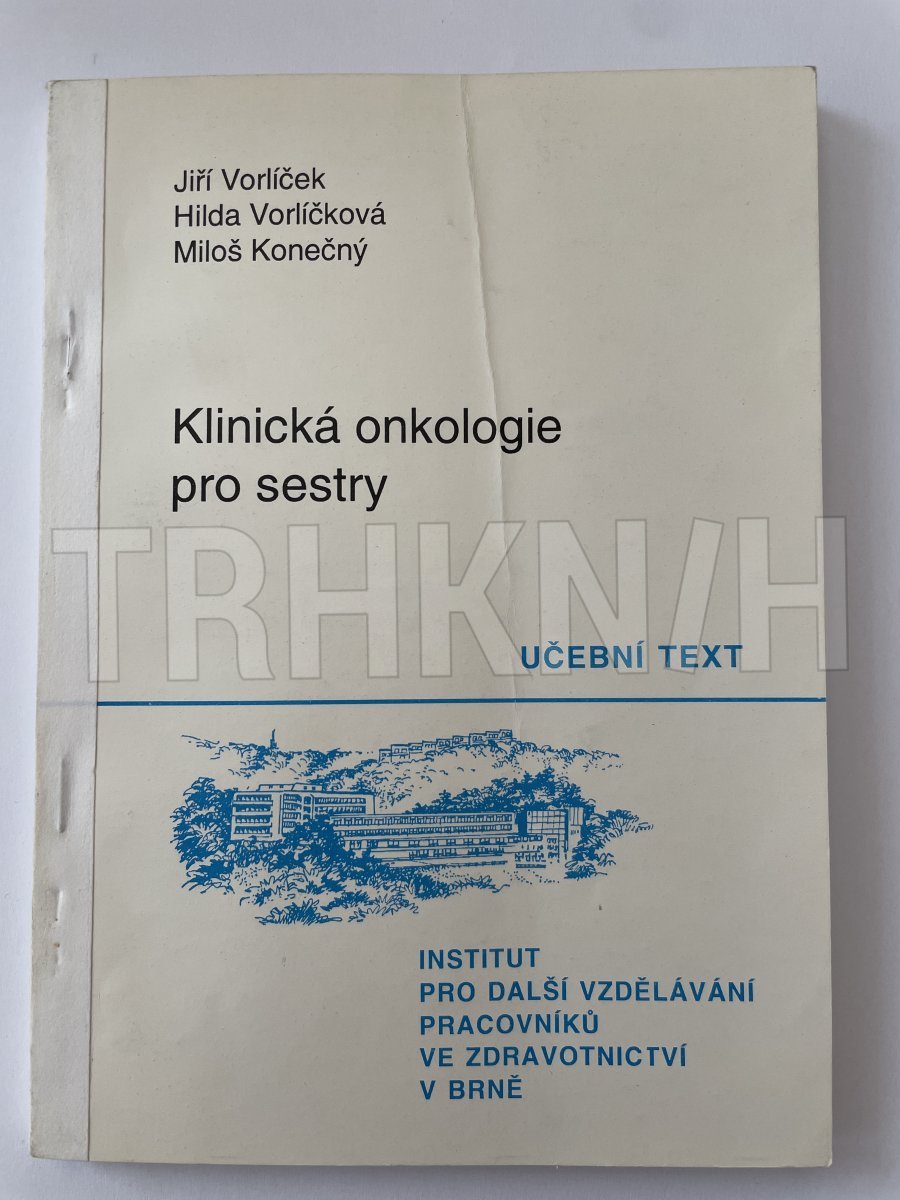 Jiří Vorlíček
Hilda Vorlíčková
Miloš Konečný
Klinická onkologie
pro sestry
TRHKNIH
UČEBNÍ TEXT
INSTITUT
PRO DALŠÍ VZDĚLÁVÁNÍ
PRACOVNÍKŮ
VE ZDRAVOTNICTVÍ
V BRNĚ